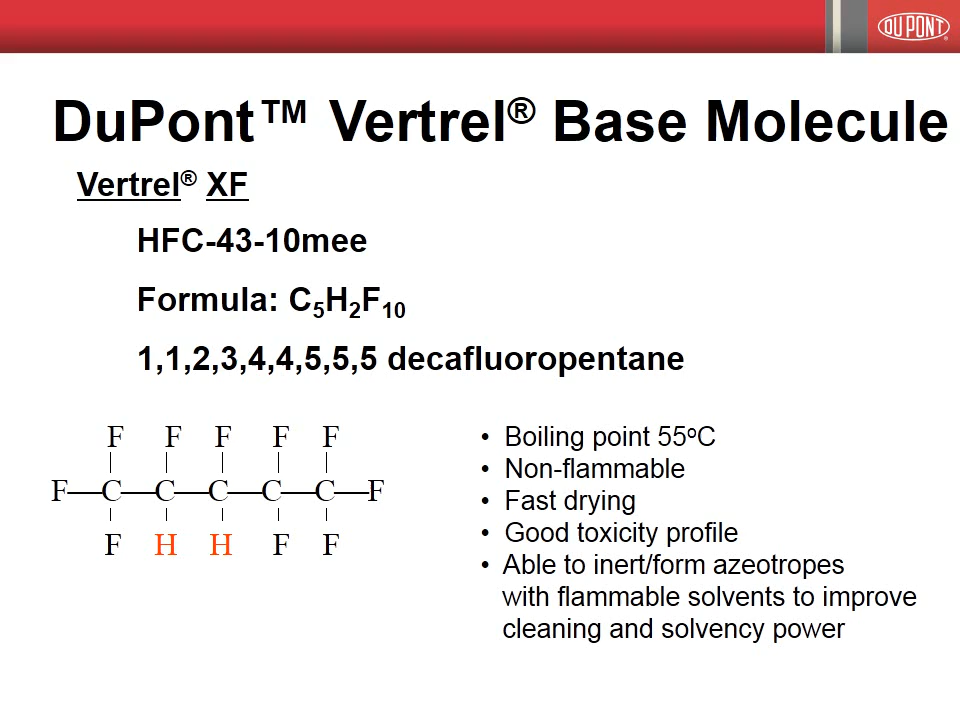 DU PONT®
DuPont™ Vertrel® Base Molecule
Vertrel® XF
HFC-43-10mee
Formula: C₅H₂F₁₀
1,1,2,3,4,4,5,5,5 decafluoropentane
F F F F F
F—C—C—C—C—C—F
F H H F F
• Boiling point 55ºC
• Non-flammable
• Fast drying
• Good toxicity profile
• Able to inert/form azeotropes
with flammable solvents to improve
cleaning and solvency power